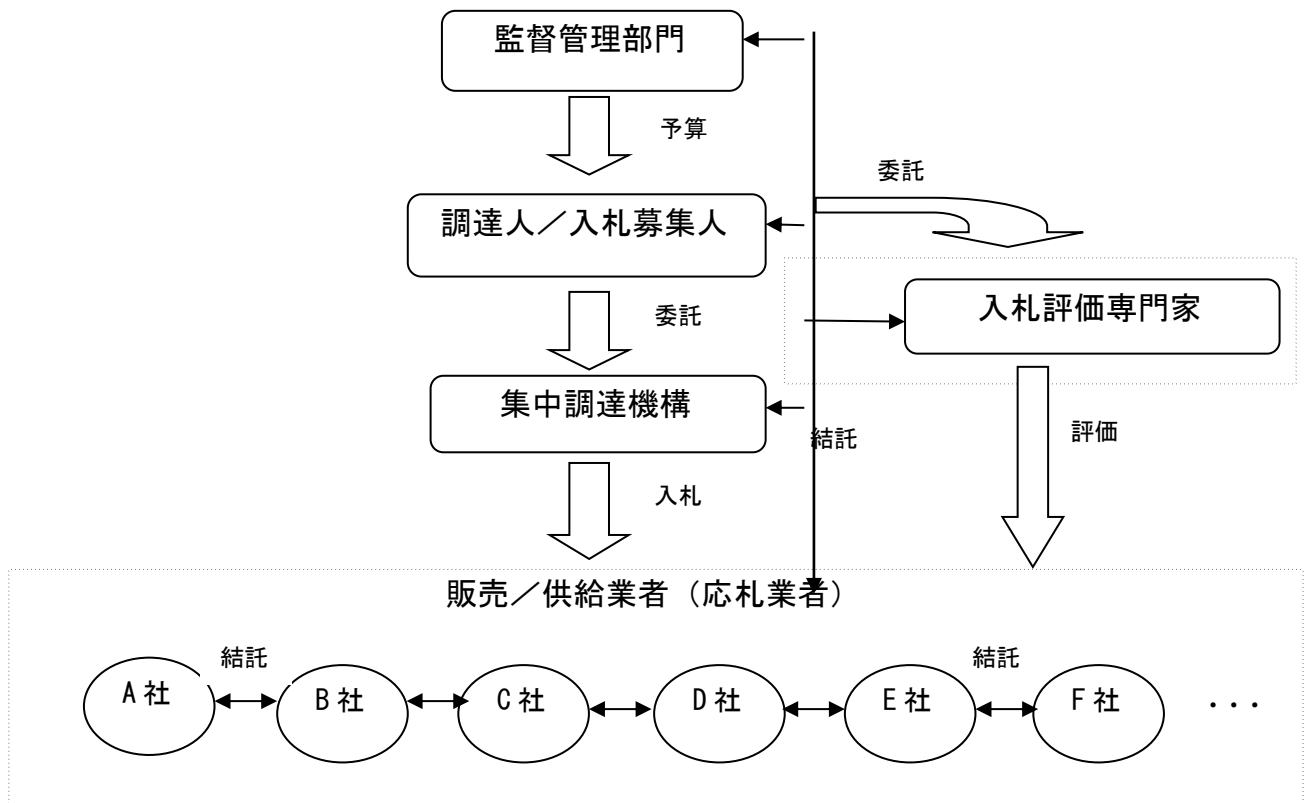 監督管理部門
予算
委託
調達人／入札募集人
入札評価専門家
委託
集中調達機構
結託
評価
入札
販売／供給業者（応札業者）
結託
結託
A社
B社
C社
D社
E社
F社
・・・